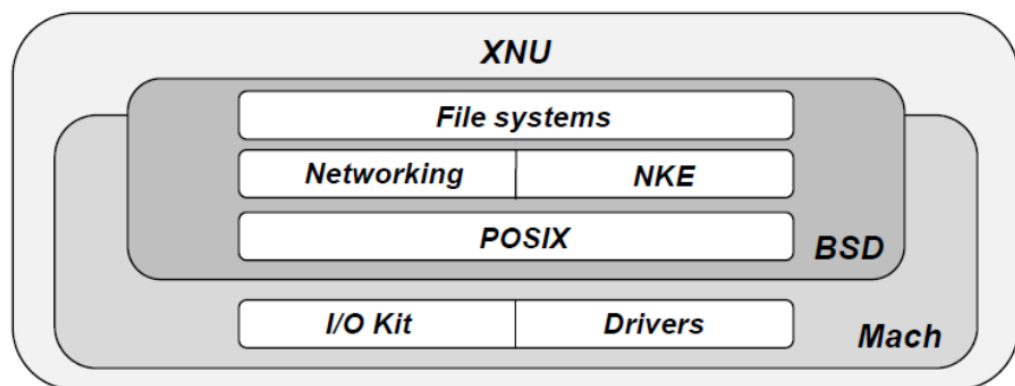 XNU
File systems
Networking NKE
POSIX
BSD
I/O Kit Drivers
Mach